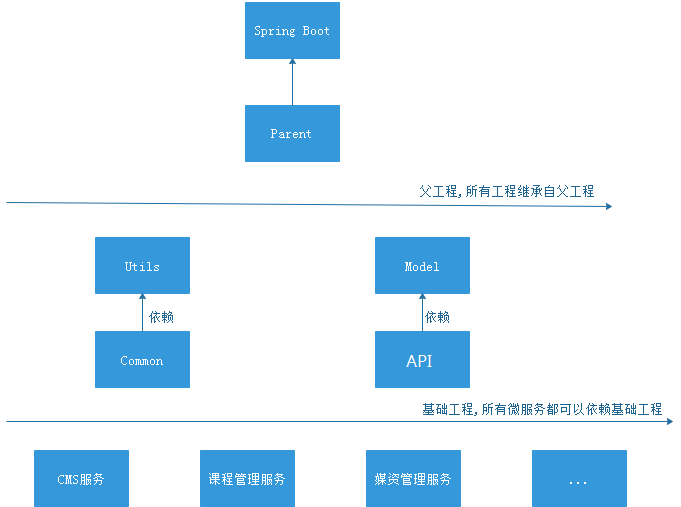 Spring Boot
Parent
父工程,所有工程继承自父工程
Utils
Model
依赖
依赖
Common
API
基础工程,所有微服务都可以依赖基础工程
CMS服务
课程管理服务
媒资管理服务
...